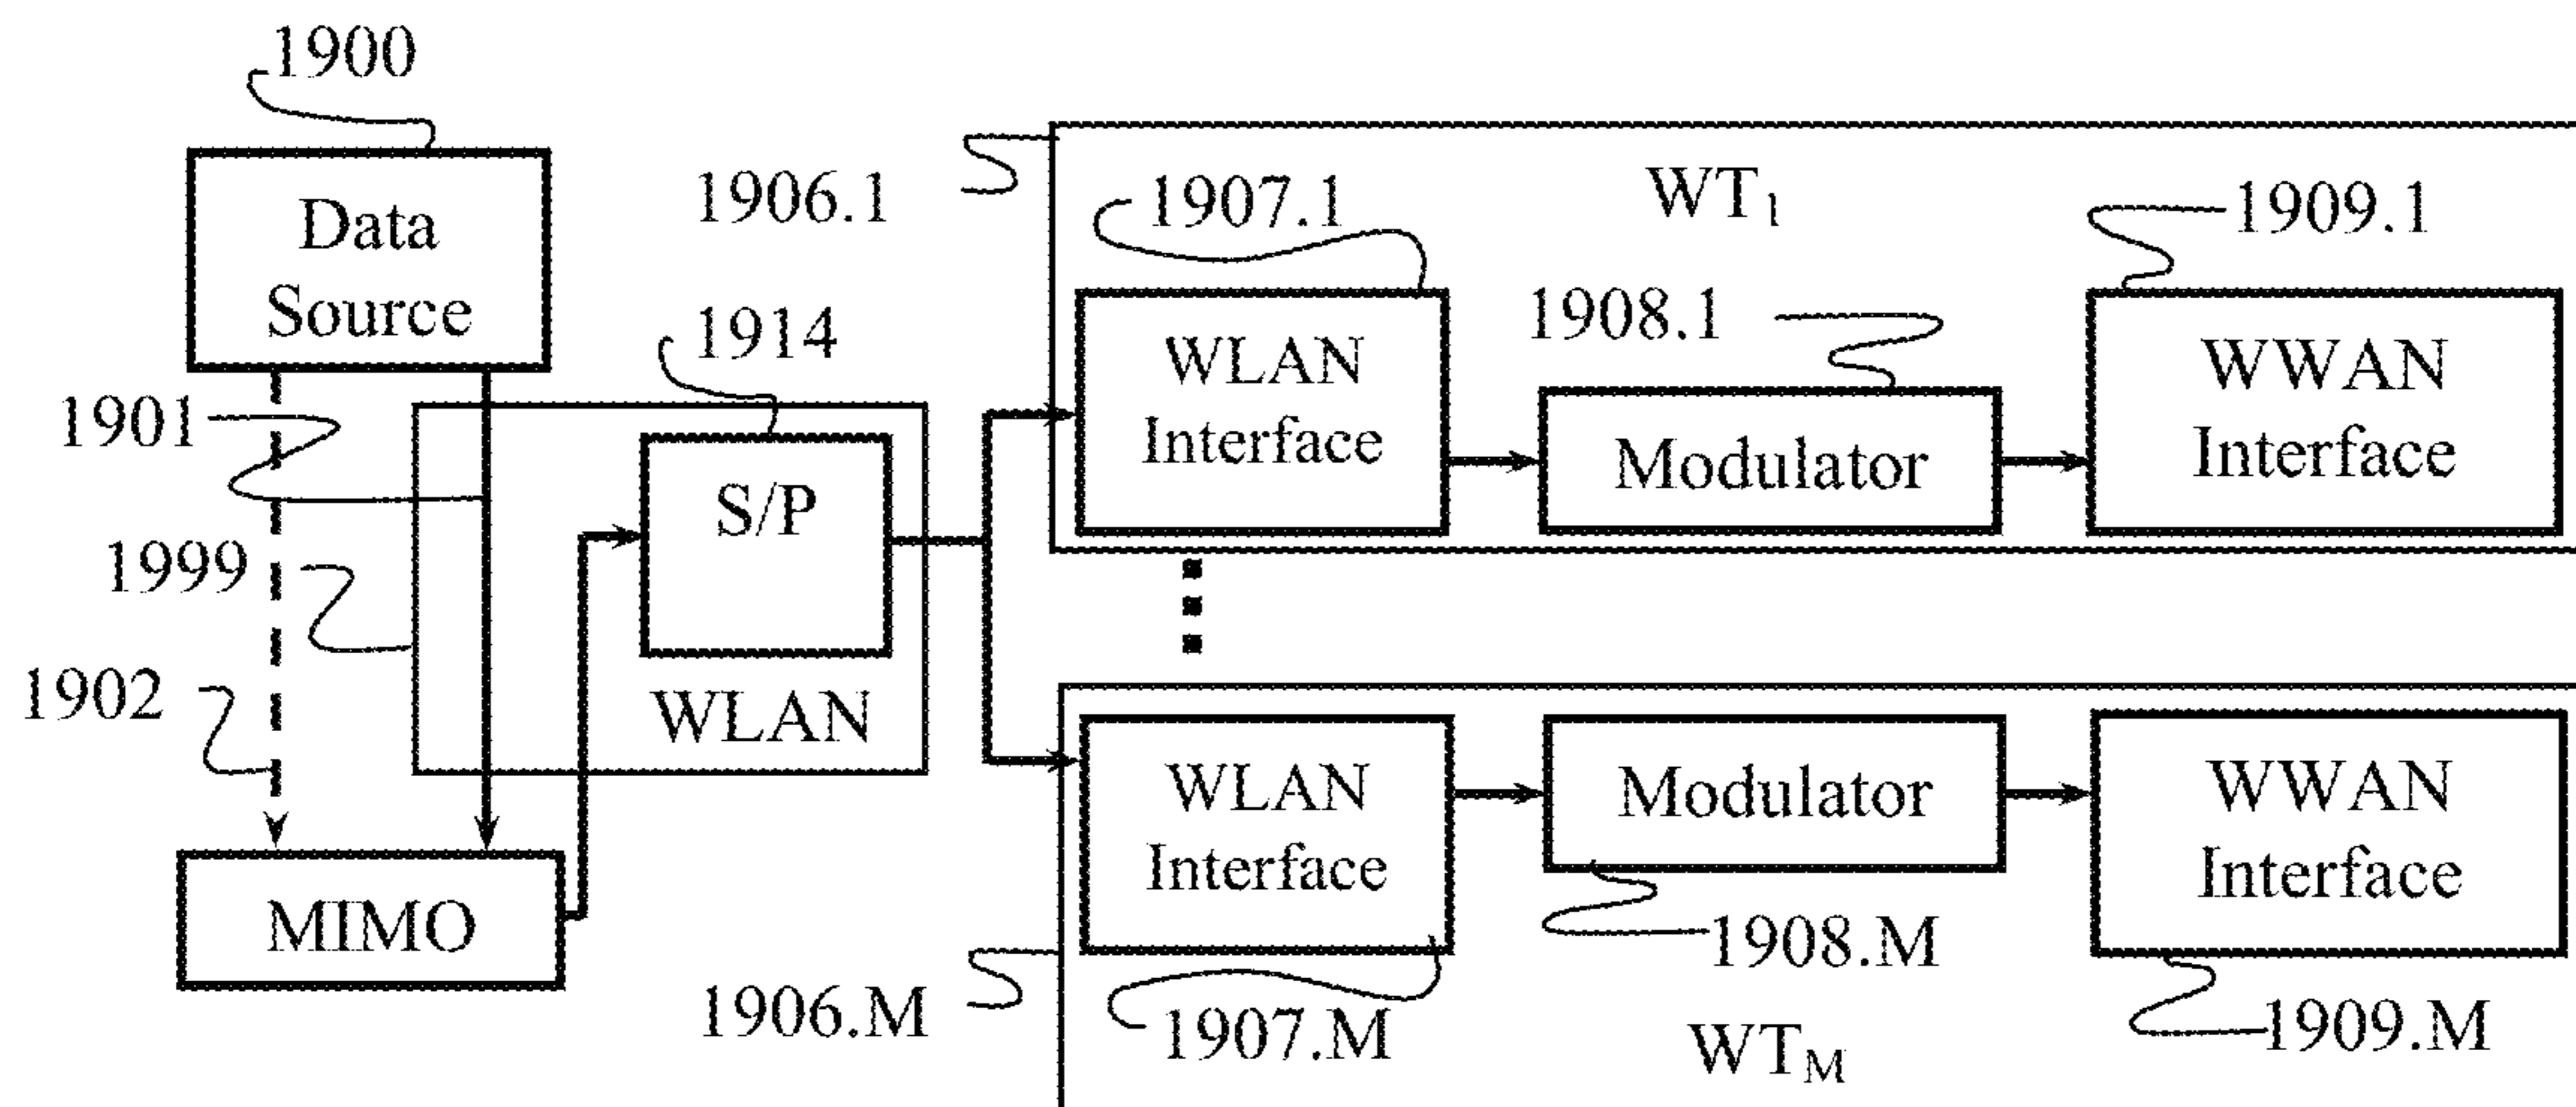 1900
Data
Source
1901
1999
1902
MIMO
1914
S/P
WLAN
1906.1
1907.1
WT1
1909.1
1908.1
WLAN
Interface
Modulator
WWAN
Interface
WLAN
Interface
Modulator
WWAN
Interface
1906.M
1907.M
1908.M
WTM
1909.M